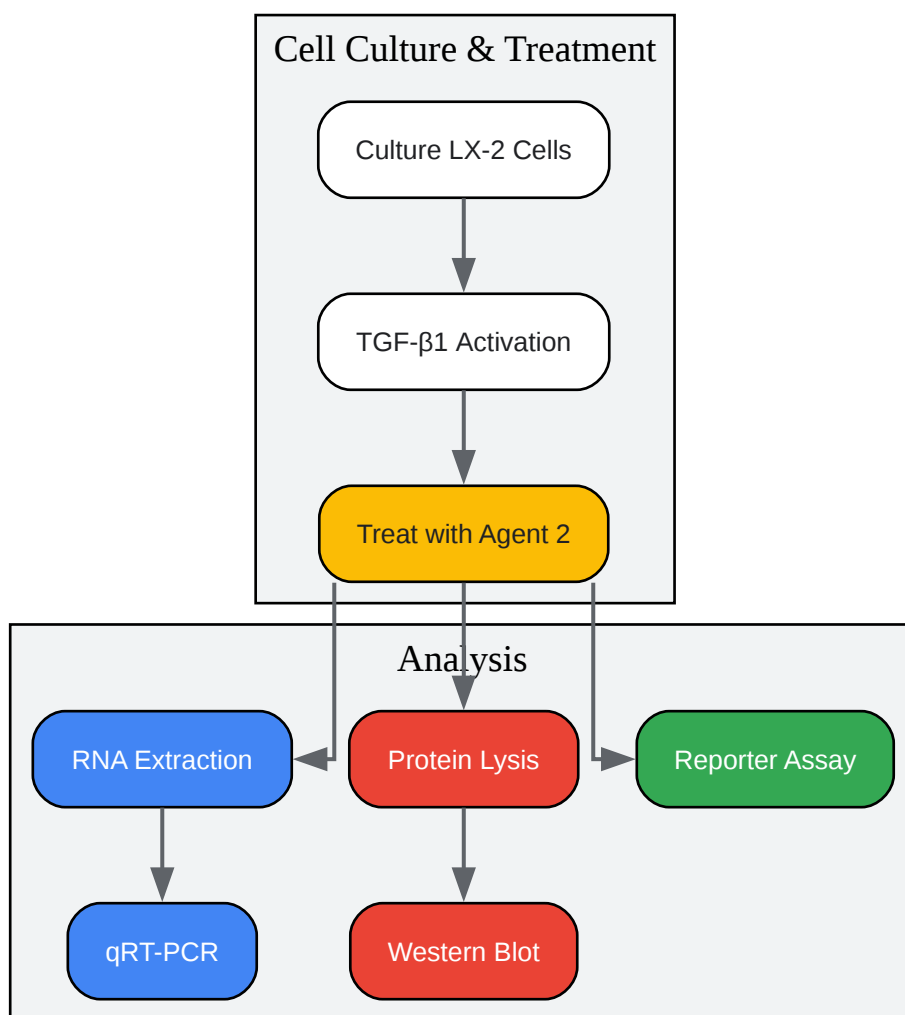 Cell Culture & Treatment
Culture LX-2 Cells
TGF-β1 Activation
Treat with Agent 2
Analysis
RNA Extraction
Protein Lysis
Reporter Assay
qRT-PCR
Western Blot